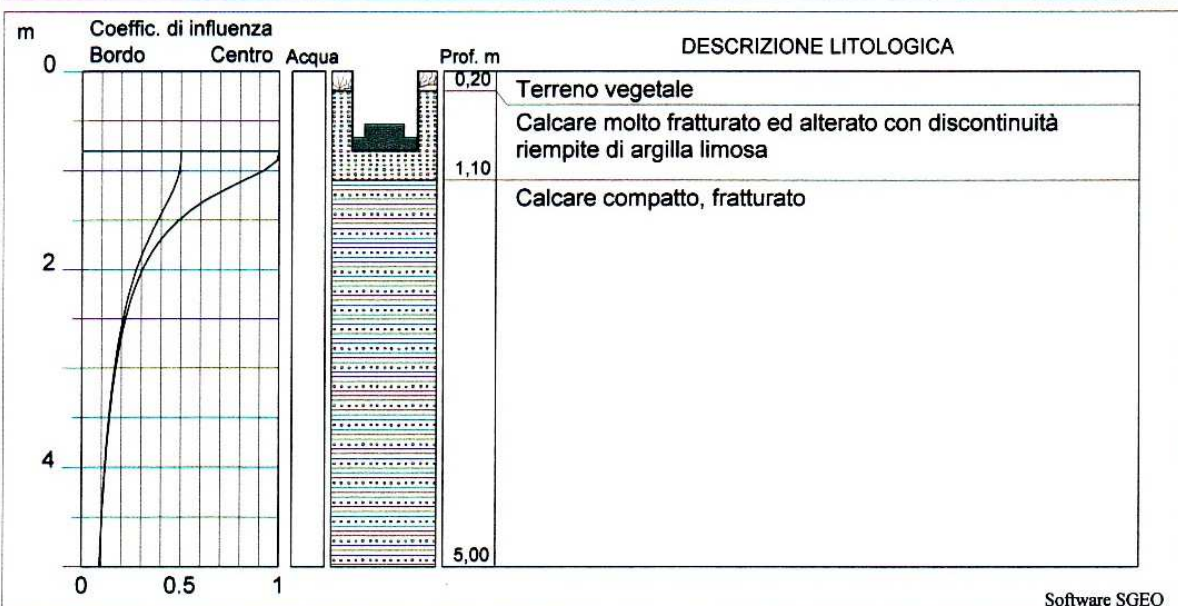 m
Coeffic. di influenza
Bordo Centro Acqua Prof. m DESCRIZIONE LITOLOGICA
0
0,20
Terreno vegetale
Calcare molto fratturato ed alterato con discontinuità
riempite di argilla limosa
1,10
Calcare compatto, fratturato
2
4
5,00
0 0.5 1
Software SGEO